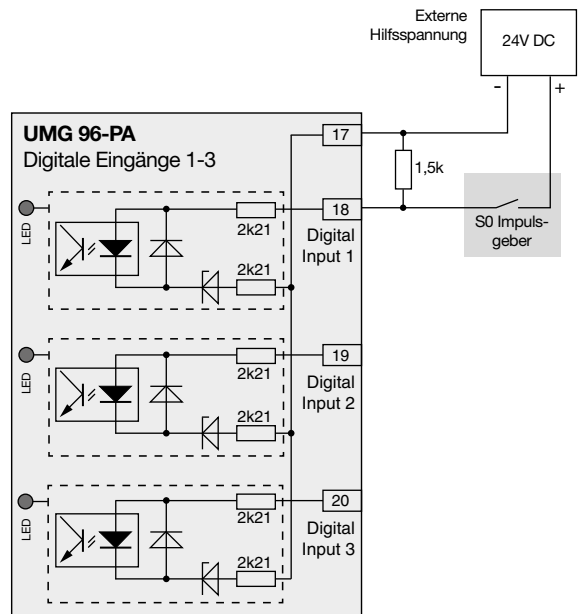 Externe
Hilfsspannung
24V DC
-
+
UMG 96-PA
Digitale Eingänge 1-3
17
1,5k
LED
2k21
18
Digital
Input 1
S0 Impuls-
geber
2k21
LED
2k21
19
Digital
Input 2
2k21
LED
2k21
20
Digital
Input 3
2k21